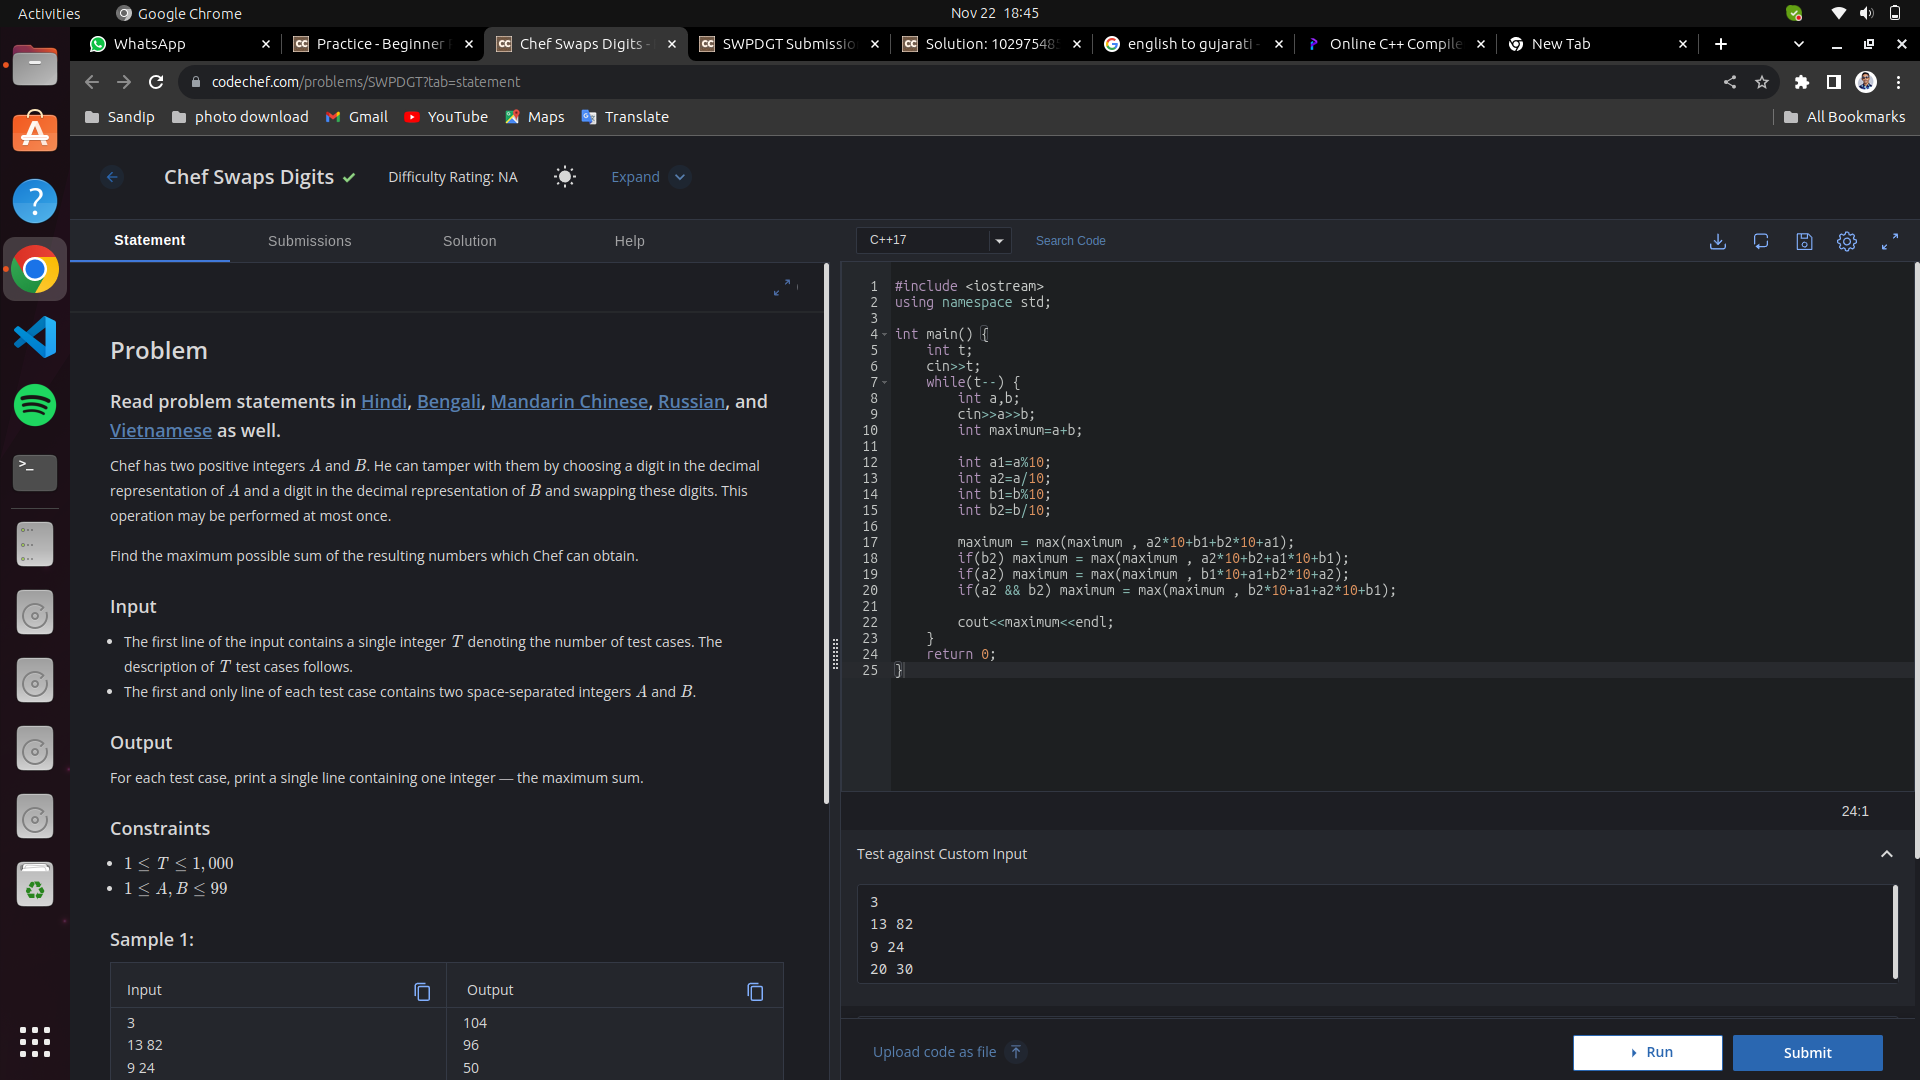 Activities
Google Chrome
Nov 22 18:45
WhatsApp
Practice - Beginner
Chef Swaps Digits -
SWPDGT Submissio
Solution: 102975485
english to gujarati -
Online C++ Compile
New Tab
codechef.com/problems/SWPDGT?tab=statement
Sandip
photo download
Gmail
YouTube
Maps
Translate
All Bookmarks
Chef Swaps Digits
Difficulty Rating: NA
Expand
Statement
Submissions
Solution
Help
Problem
Read problem statements in Hindi, Bengali, Mandarin Chinese, Russian, and
Vietnamese as well.
Chef has two positive integers A and B. He can tamper with them by choosing a digit in the decimal
representation of A and a digit in the decimal representation of B and swapping these digits. This
operation may be performed at most once.
Find the maximum possible sum of the resulting numbers which Chef can obtain.
Input
• The first line of the input contains a single integer T denoting the number of test cases. The
description of T test cases follows.
• The first and only line of each test case contains two space-separated integers A and B.
Output
For each test case, print a single line containing one integer — the maximum sum.
Constraints
• 1 ≤ T ≤ 1,000
• 1 ≤ A, B ≤ 99
Sample 1:
Input
Output
3
13 82
9 24
104
96
50
C++17
Search Code
1 #include <iostream>
2 using namespace std;
3
4 int main() {
5     int t;
6     cin>>t;
7     while(t--) {
8         int a,b;
9         cin>>a>>b;
10         int maximum=a+b;
11
12         int a1=a%10;
13         int a2=a/10;
14         int b1=b%10;
15         int b2=b/10;
16
17         maximum = max(maximum , a2*10+b1+b2*10+a1);
18         if(b2) maximum = max(maximum , a2*10+b2+a1*10+b1);
19         if(a2) maximum = max(maximum , b1*10+a1+b2*10+a2);
20         if(a2 && b2) maximum = max(maximum , b2*10+a1+a2*10+b1);
21
22         cout<<maximum<<endl;
23     }
24     return 0;
25 }
24:1
Test against Custom Input
3
13 82
9 24
20 30
Upload code as file
Run
Submit